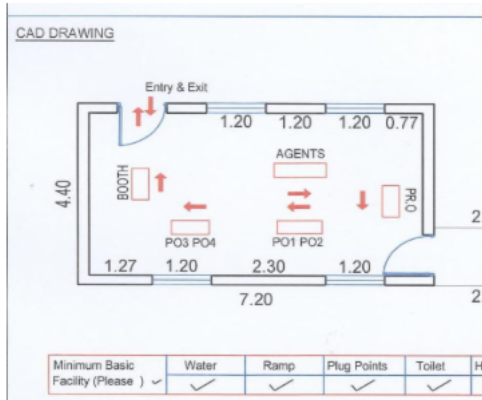 CAD DRAWING
Entry & Exit
1.20 1.20 1.20 0.77
AGENTS
BOOTH
PR.O
4.40
2
PO3 PO4 PO1 PO2
1.27 1.20 2.30 1.20
7.20
2
Minimum Basic Water Ramp Plug Points Toilet H
Facility (Please )